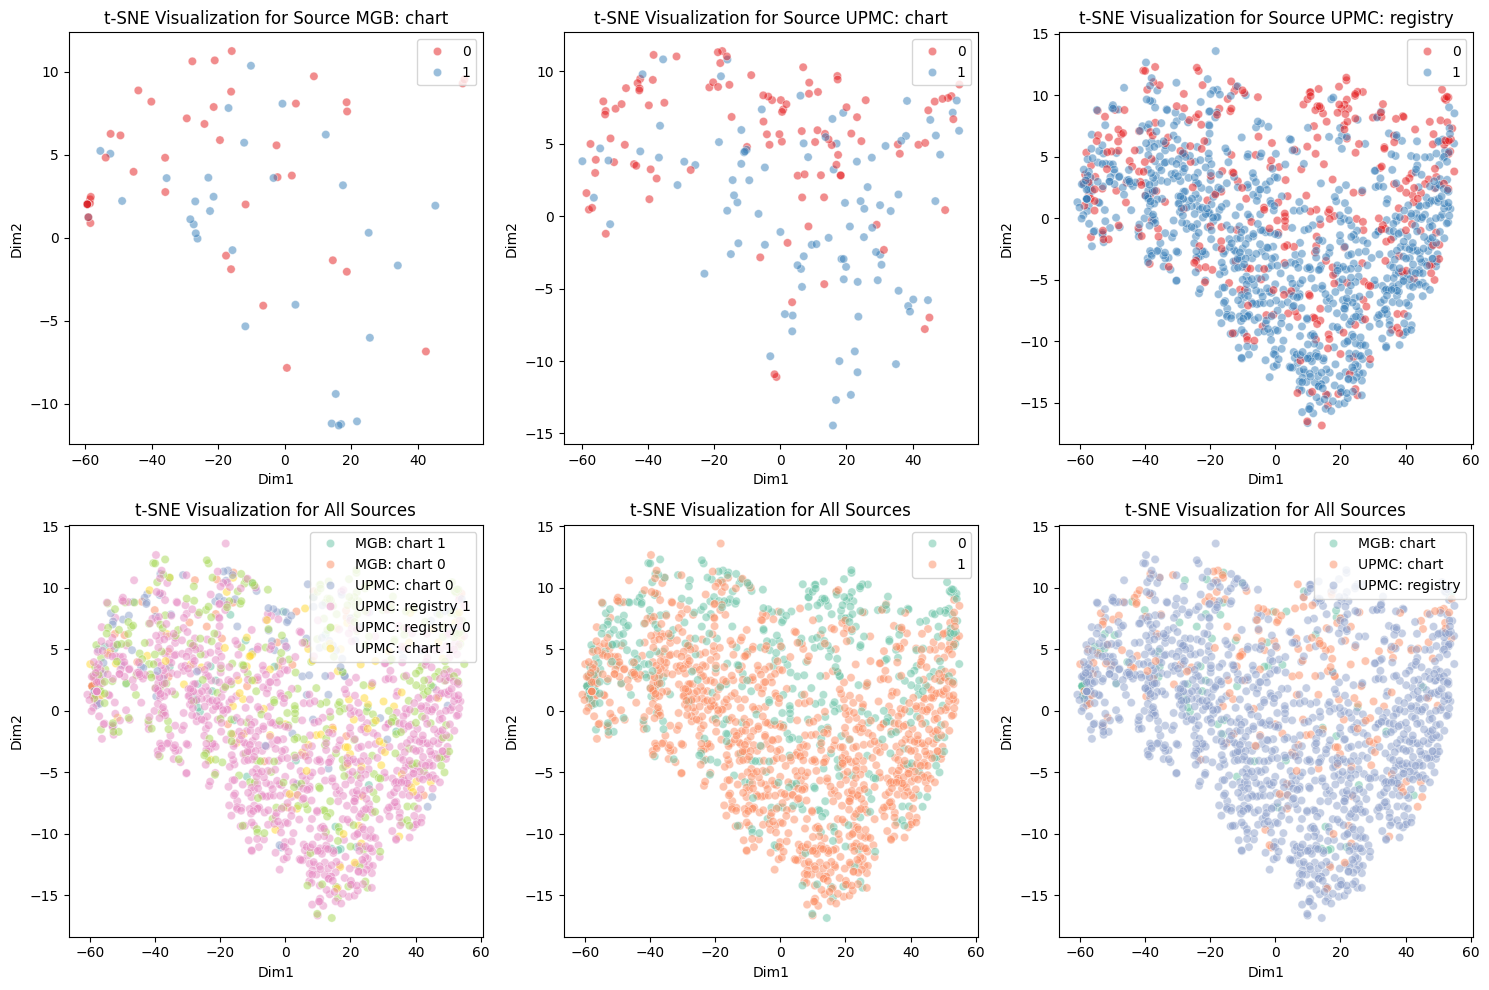 t-SNE Visualization for Source MGB: chart
0
1
10
5
0
−5
−10
Dim2
−60 −40 −20 0 20 40
Dim1
t-SNE Visualization for Source UPMC: chart
0
1
10
5
0
−5
−10
−15
Dim2
−60 −40 −20 0 20 40
Dim1
t-SNE Visualization for Source UPMC: registry
0
1
15
10
5
0
−5
−10
−15
Dim2
−60 −40 −20 0 20 40 60
Dim1
t-SNE Visualization for All Sources
MGB: chart 1
MGB: chart 0
UPMC: chart 0
UPMC: registry 1
UPMC: registry 0
UPMC: chart 1
15
10
5
0
−5
−10
−15
Dim2
−60 −40 −20 0 20 40 60
Dim1
t-SNE Visualization for All Sources
0
1
15
10
5
0
−5
−10
−15
Dim2
−60 −40 −20 0 20 40 60
Dim1
t-SNE Visualization for All Sources
MGB: chart
UPMC: chart
UPMC: registry
15
10
5
0
−5
−10
−15
Dim2
−60 −40 −20 0 20 40 60
Dim1